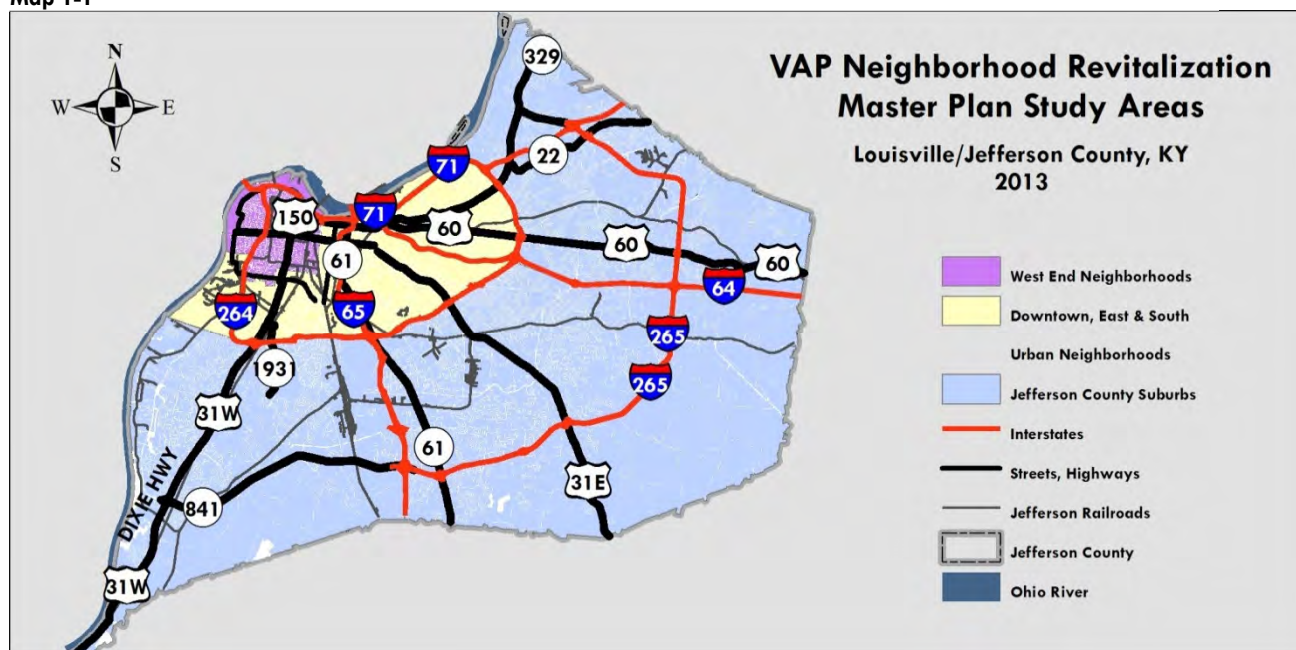 Map 1-1
VAP Neighborhood Revitalization
Master Plan Study Areas
Louisville/Jefferson County, KY
2013
N
W
E
S
329
22
71
71
150
60
60
60
61
64
264
65
265
265
1931
31W
61
31E
841
DIXIE HWY
31W
West End Neighborhoods
Downtown, East & South
Urban Neighborhoods
Jefferson County Suburbs
Interstates
Streets, Highways
Jefferson Railroads
Jefferson County
Ohio River